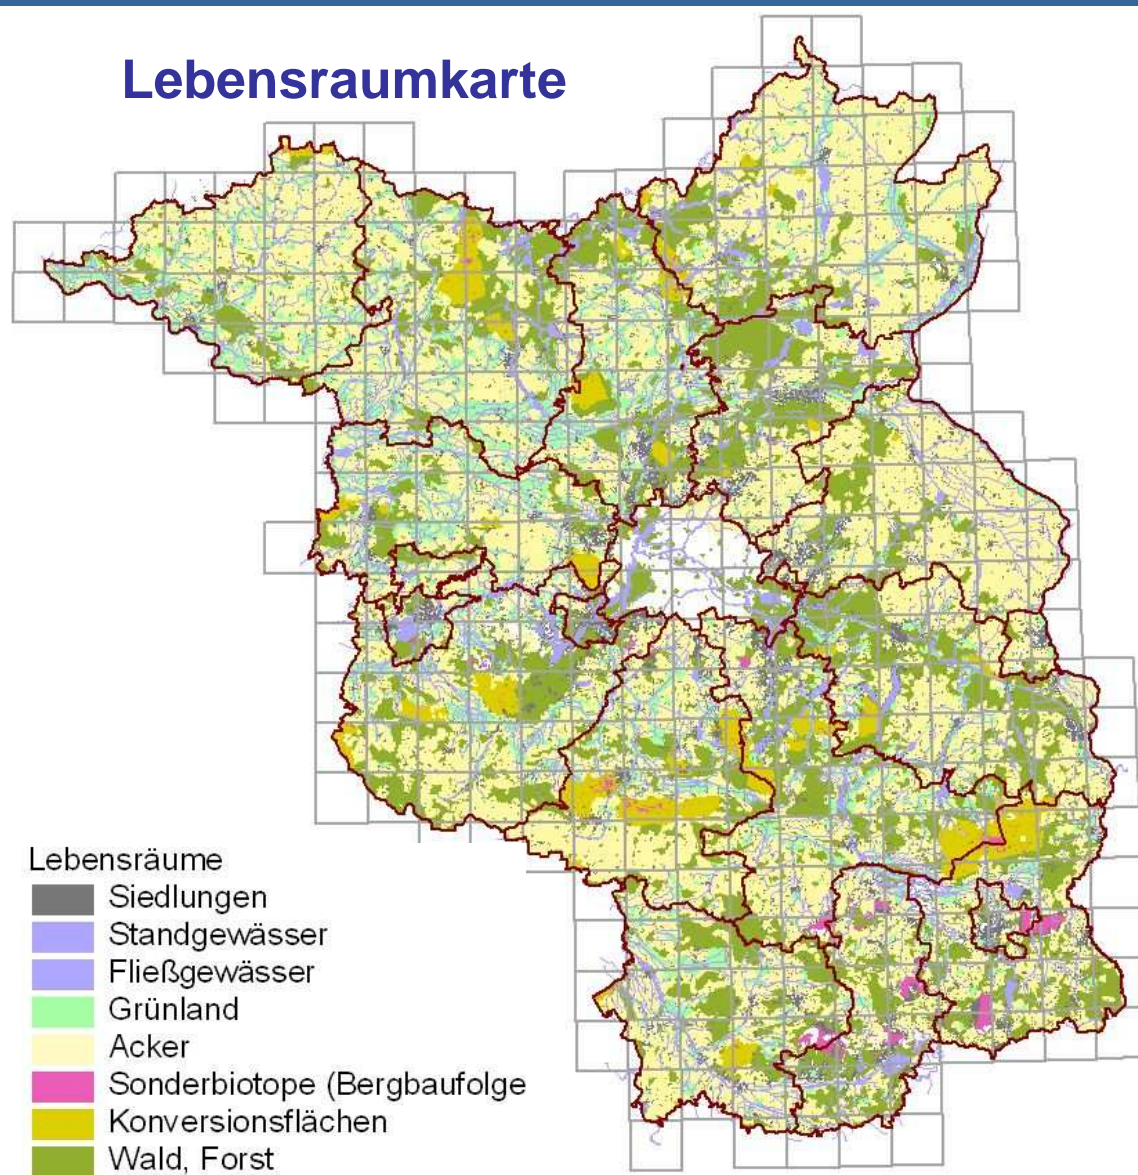 Lebensraumkarte
Lebensräume
Siedlungen
Standgewässer
Fließgewässer
Grünland
Acker
Sonderbiotope (Bergbaufolge
Konversionsflächen
Wald, Forst